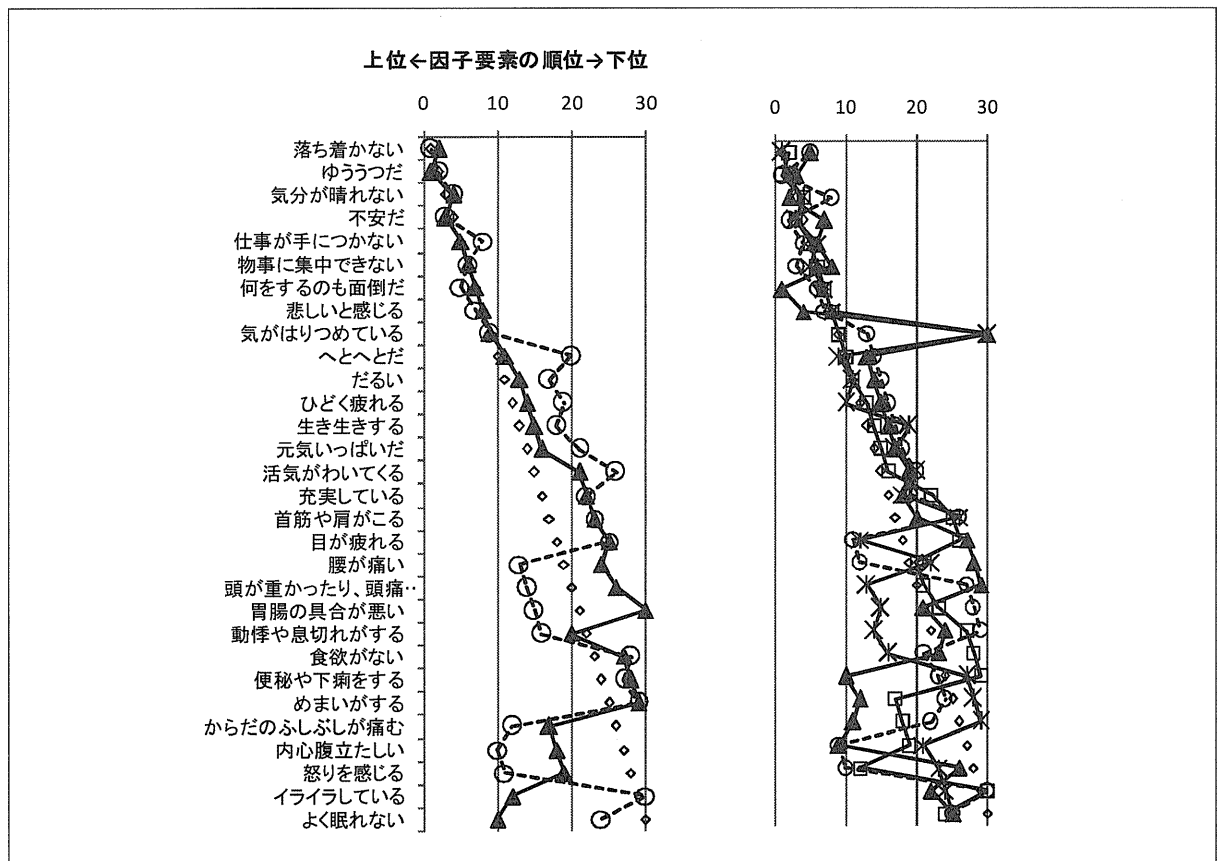 上位←因子要素の順位→下位
0 10 20 30
0 10 20 30
落ち着かない
ゆううつだ
気分が晴れない
不安だ
仕事が手につかない
物事に集中できない
何をするのも面倒だ
悲しいと感じる
気がはりつめている
へとへとだ
だるい
ひどく疲れる
生き生きする
元気いっぱいだ
活気がわいてくる
充実している
首筋や肩がこる
目が疲れる
腰が痛い
頭が重かったり、頭痛‥
胃腸の具合が悪い
動悸や息切れがする
食欲がない
便秘や下痢をする
めまいがする
からだのふしぶしが痛む
内心腹立たしい
怒りを感じる
イライラしている
よく眠れない